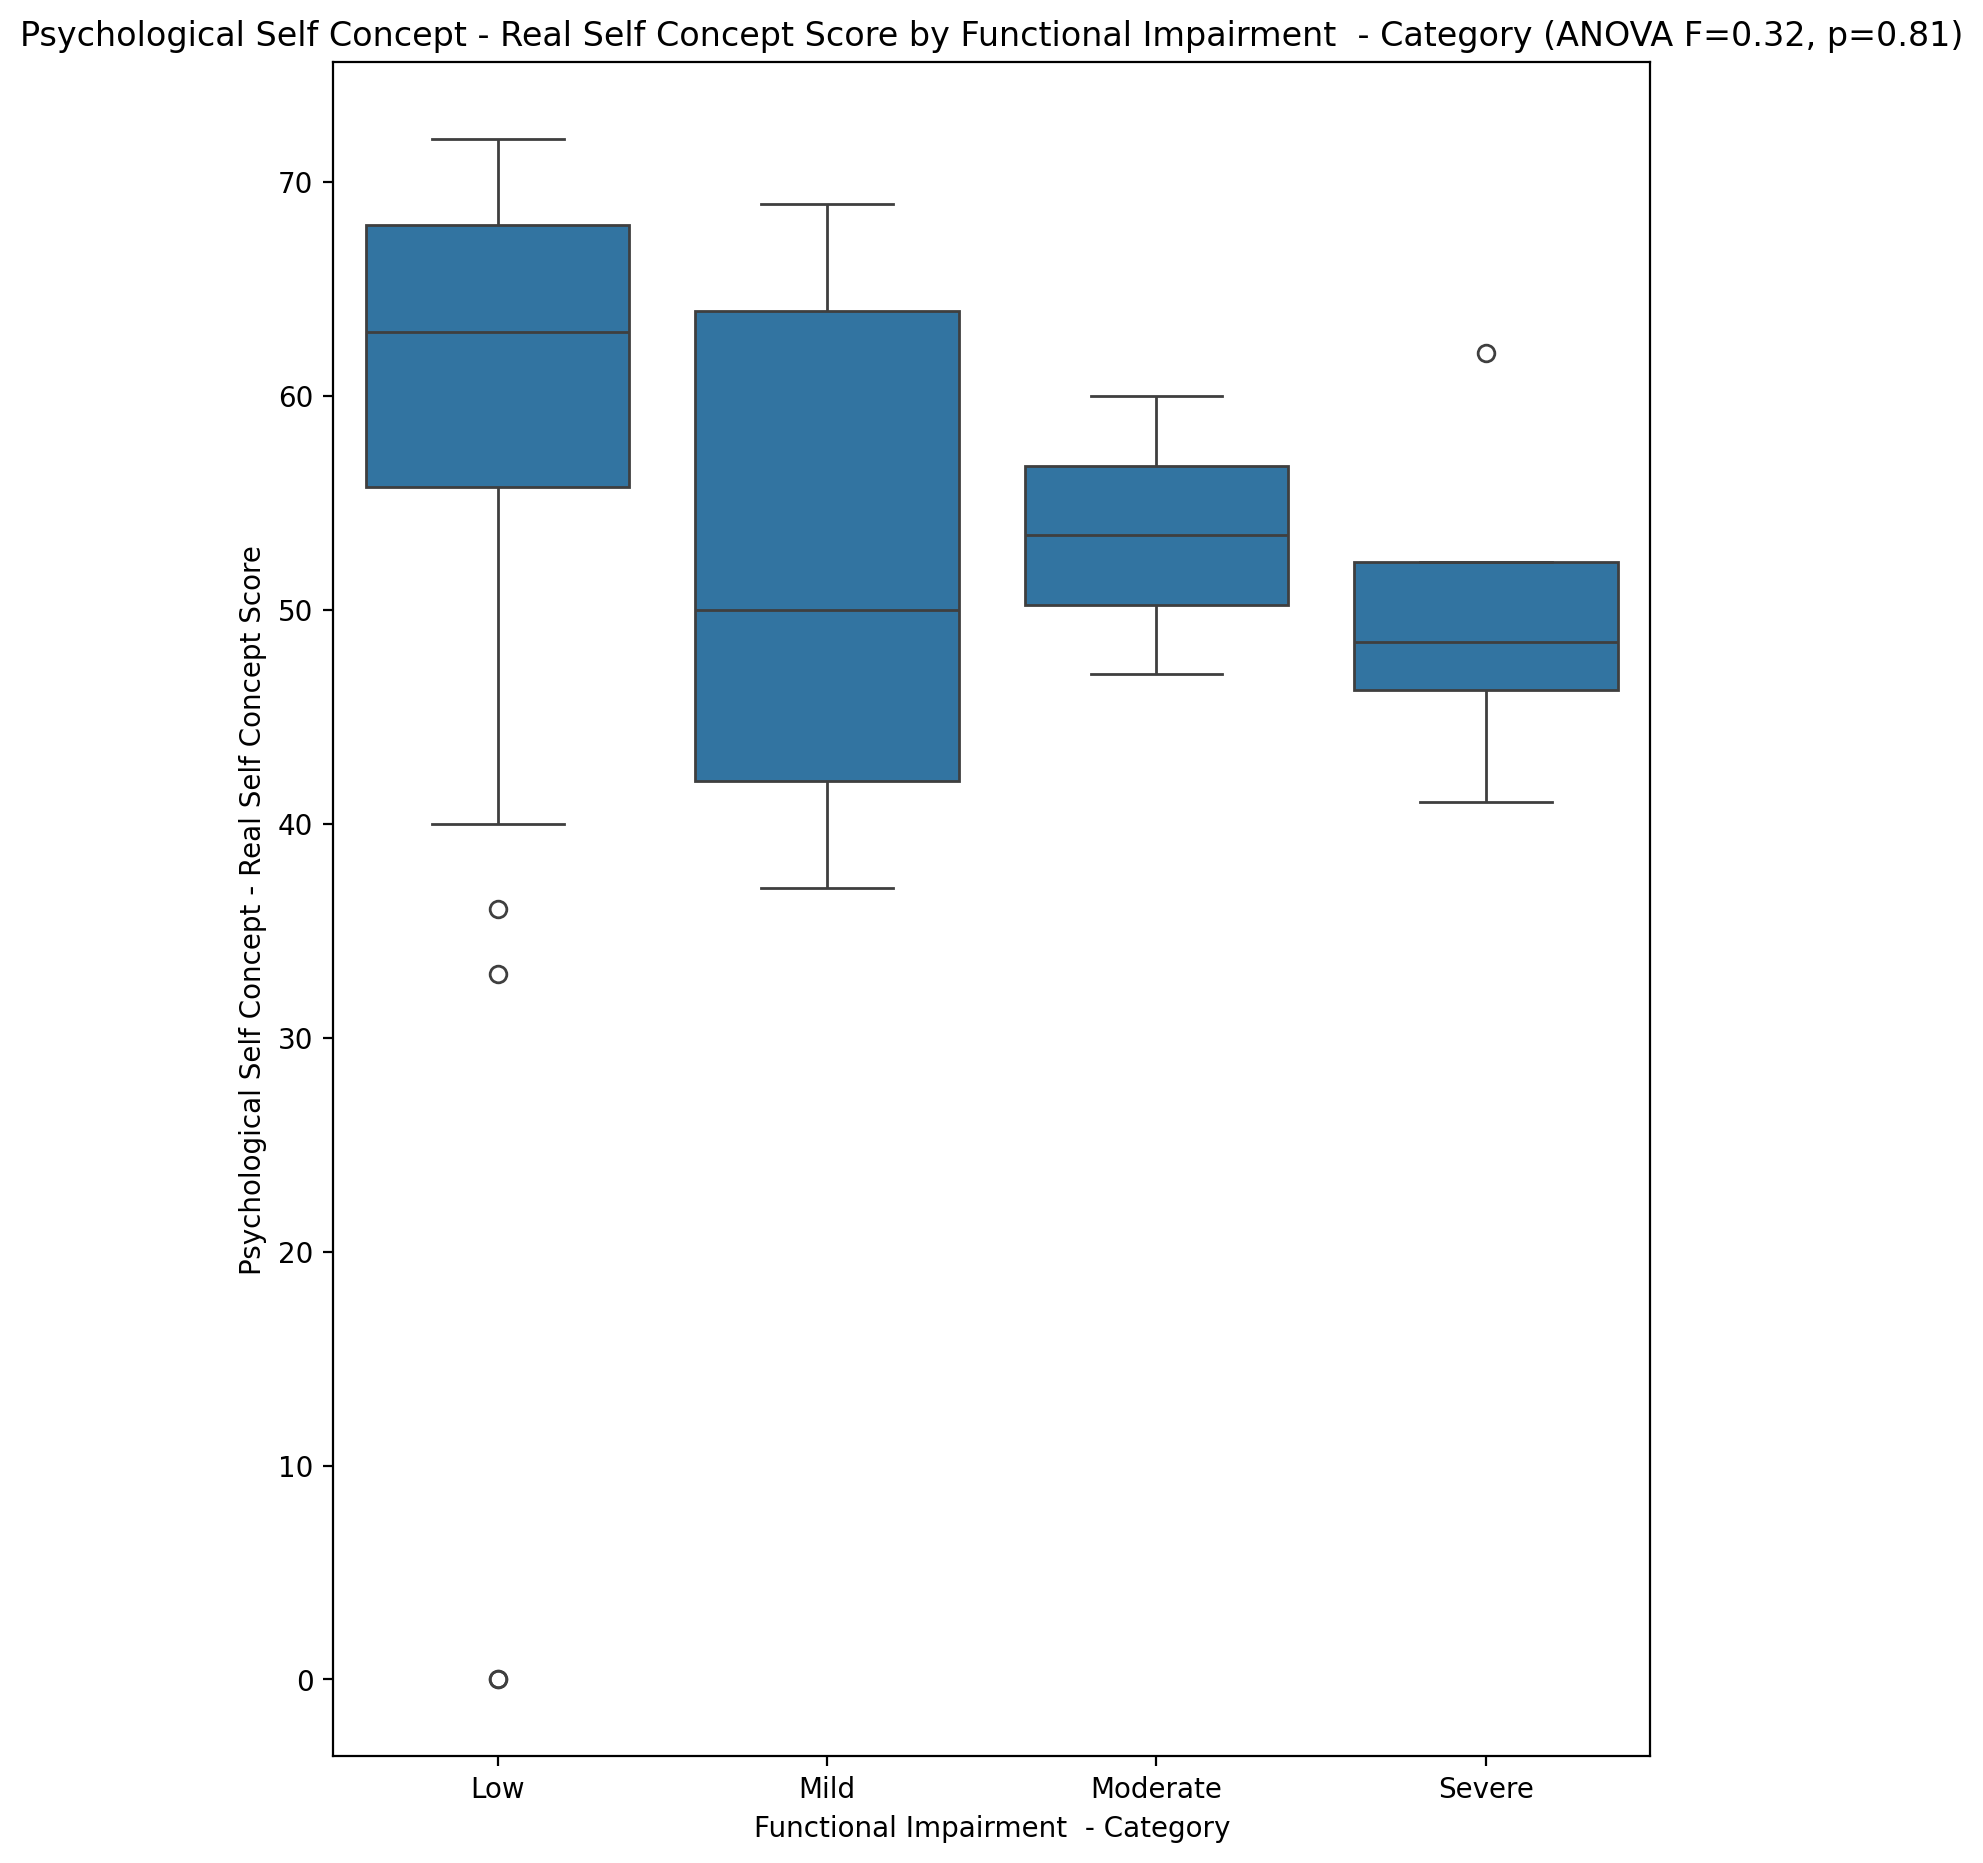 Psychological Self Concept - Real Self Concept Score by Functional Impairment  - Category (ANOVA F=0.32, p=0.81)
Psychological Self Concept - Real Self Concept Score
70
60
50
40
30
20
10
0
Low Mild Moderate Severe
Functional Impairment  - Category